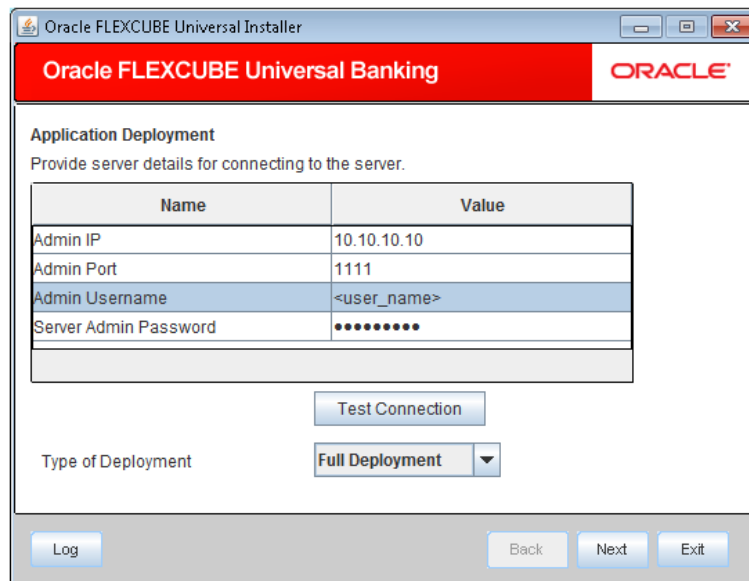 Oracle FLEXCUBE Universal Installer
Oracle FLEXCUBE Universal Banking
ORACLE
Application Deployment
Provide server details for connecting to the server.
Name Value
Admin IP 10.10.10.10
Admin Port 1111
Admin Username <user_name>
Server Admin Password •••••••••
Test Connection
Type of Deployment Full Deployment
Log Back Next Exit